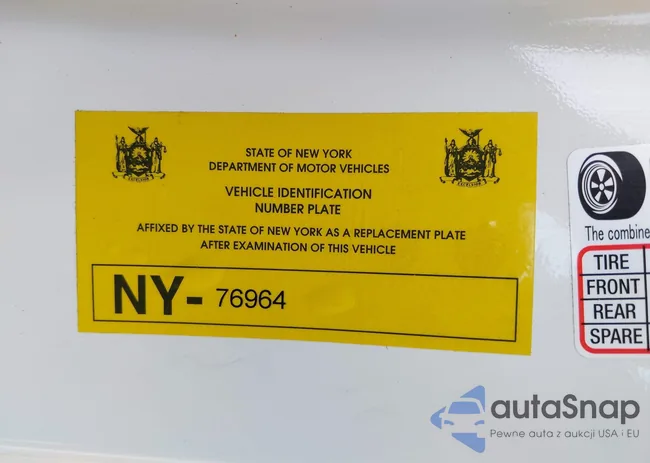 STATE OF NEW YORK
DEPARTMENT OF MOTOR VEHICLES
VEHICLE IDENTIFICATION
NUMBER PLATE
AFFIXED BY THE STATE OF NEW YORK AS A REPLACEMENT PLATE
AFTER EXAMINATION OF THIS VEHICLE
NY- 76964
The combine
TIRE
FRONT
REAR
SPARE
autaSnap
Pewne auta z aukcji USA i EU